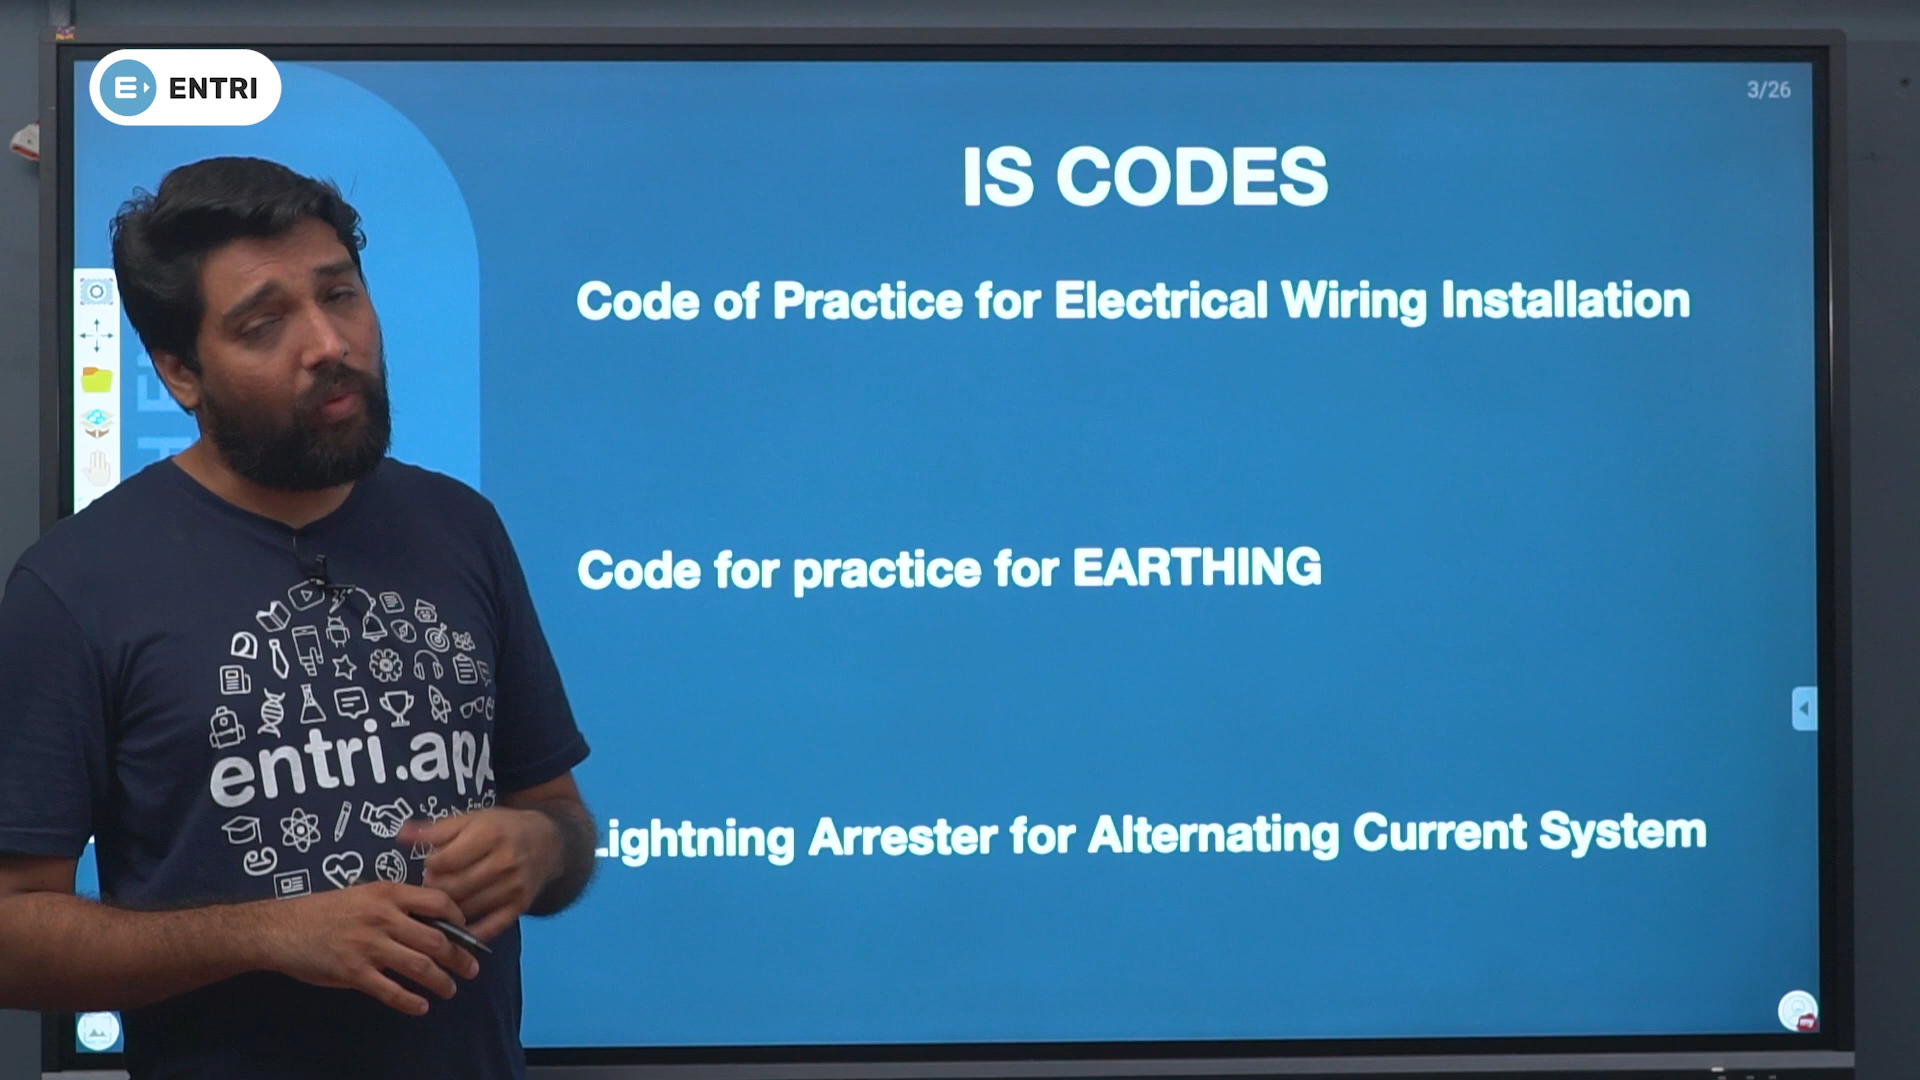 ENTRI
3/26
IS CODES
Code of Practice for Electrical Wiring Installation
Code for practice for EARTHING
Lightning Arrester for Alternating Current System
entri.app